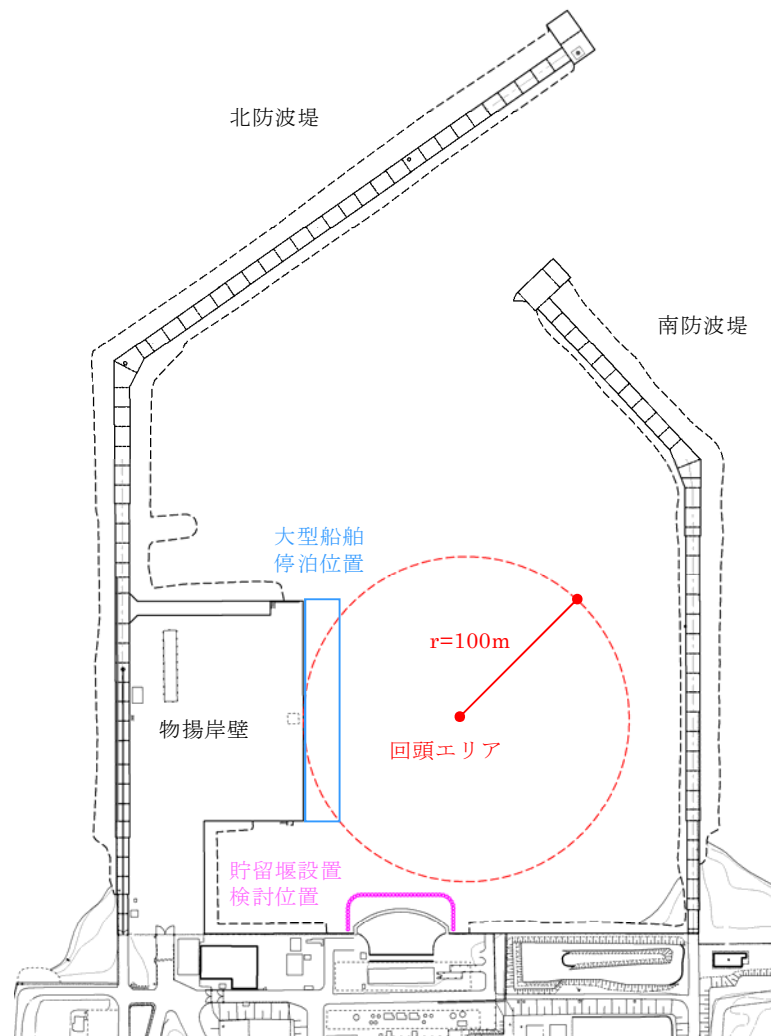 北防波堤
南防波堤
大型船舶
停泊位置
r=100m
物揚岸壁
回頭エリア
貯留堰設置
検討位置